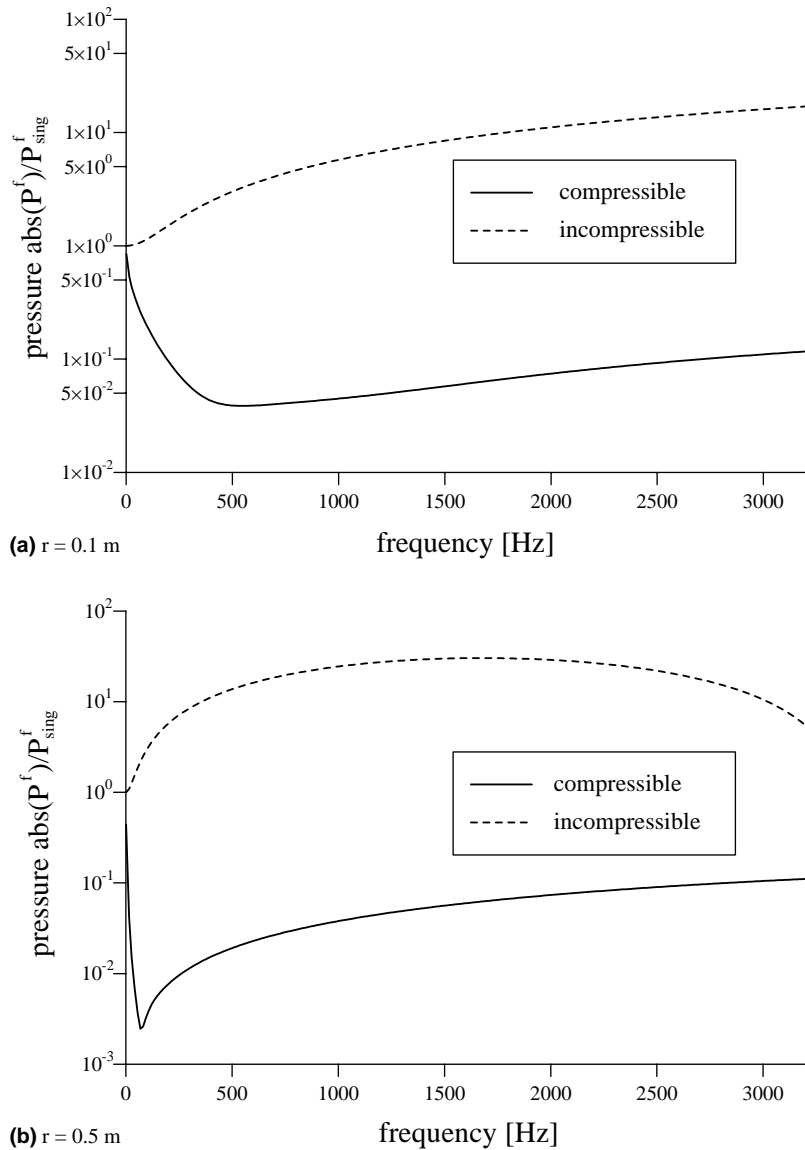 1×10²
5×10¹
1×10¹
5×10⁰
1×10⁰
5×10⁻¹
1×10⁻¹
5×10⁻²
1×10⁻²
pressure abs(Pᶠ)/Pᶠsing
compressible
incompressible
0 500 1000 1500 2000 2500 3000
(a) r = 0.1 m
frequency [Hz]
10²
10¹
10⁰
10⁻¹
10⁻²
10⁻³
pressure abs(Pᶠ)/Pᶠsing
compressible
incompressible
0 500 1000 1500 2000 2500 3000
(b) r = 0.5 m
frequency [Hz]